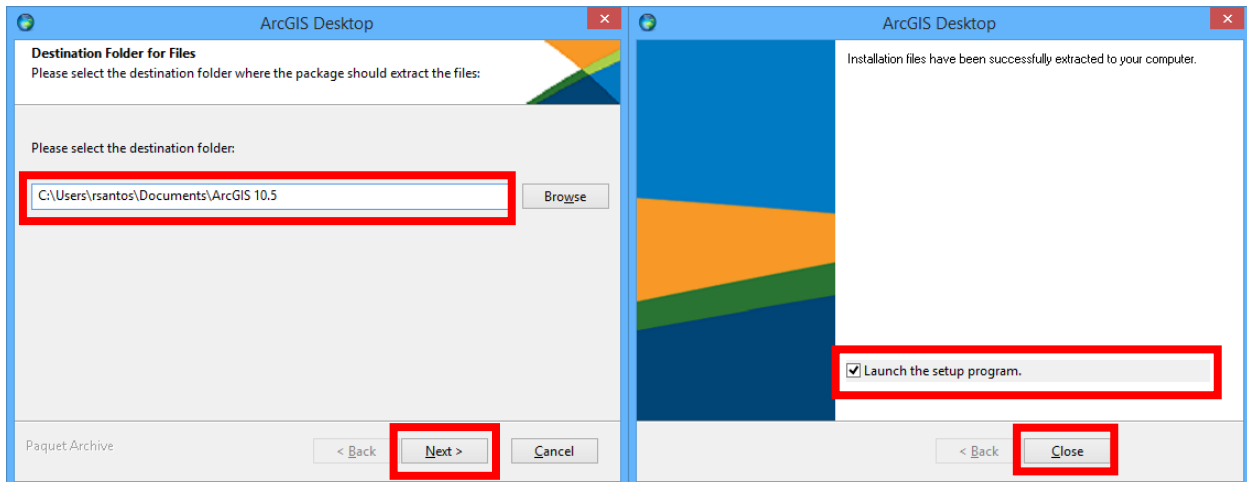 ArcGIS Desktop
Destination Folder for Files
Please select the destination folder where the package should extract the files:
Please select the destination folder:
C:\Users\rsantos\Documents\ArcGIS 10.5
Browse
Paquet Archive
< Back
Next >
Cancel
ArcGIS Desktop
Installation files have been successfully extracted to your computer.
Launch the setup program.
< Back
Close